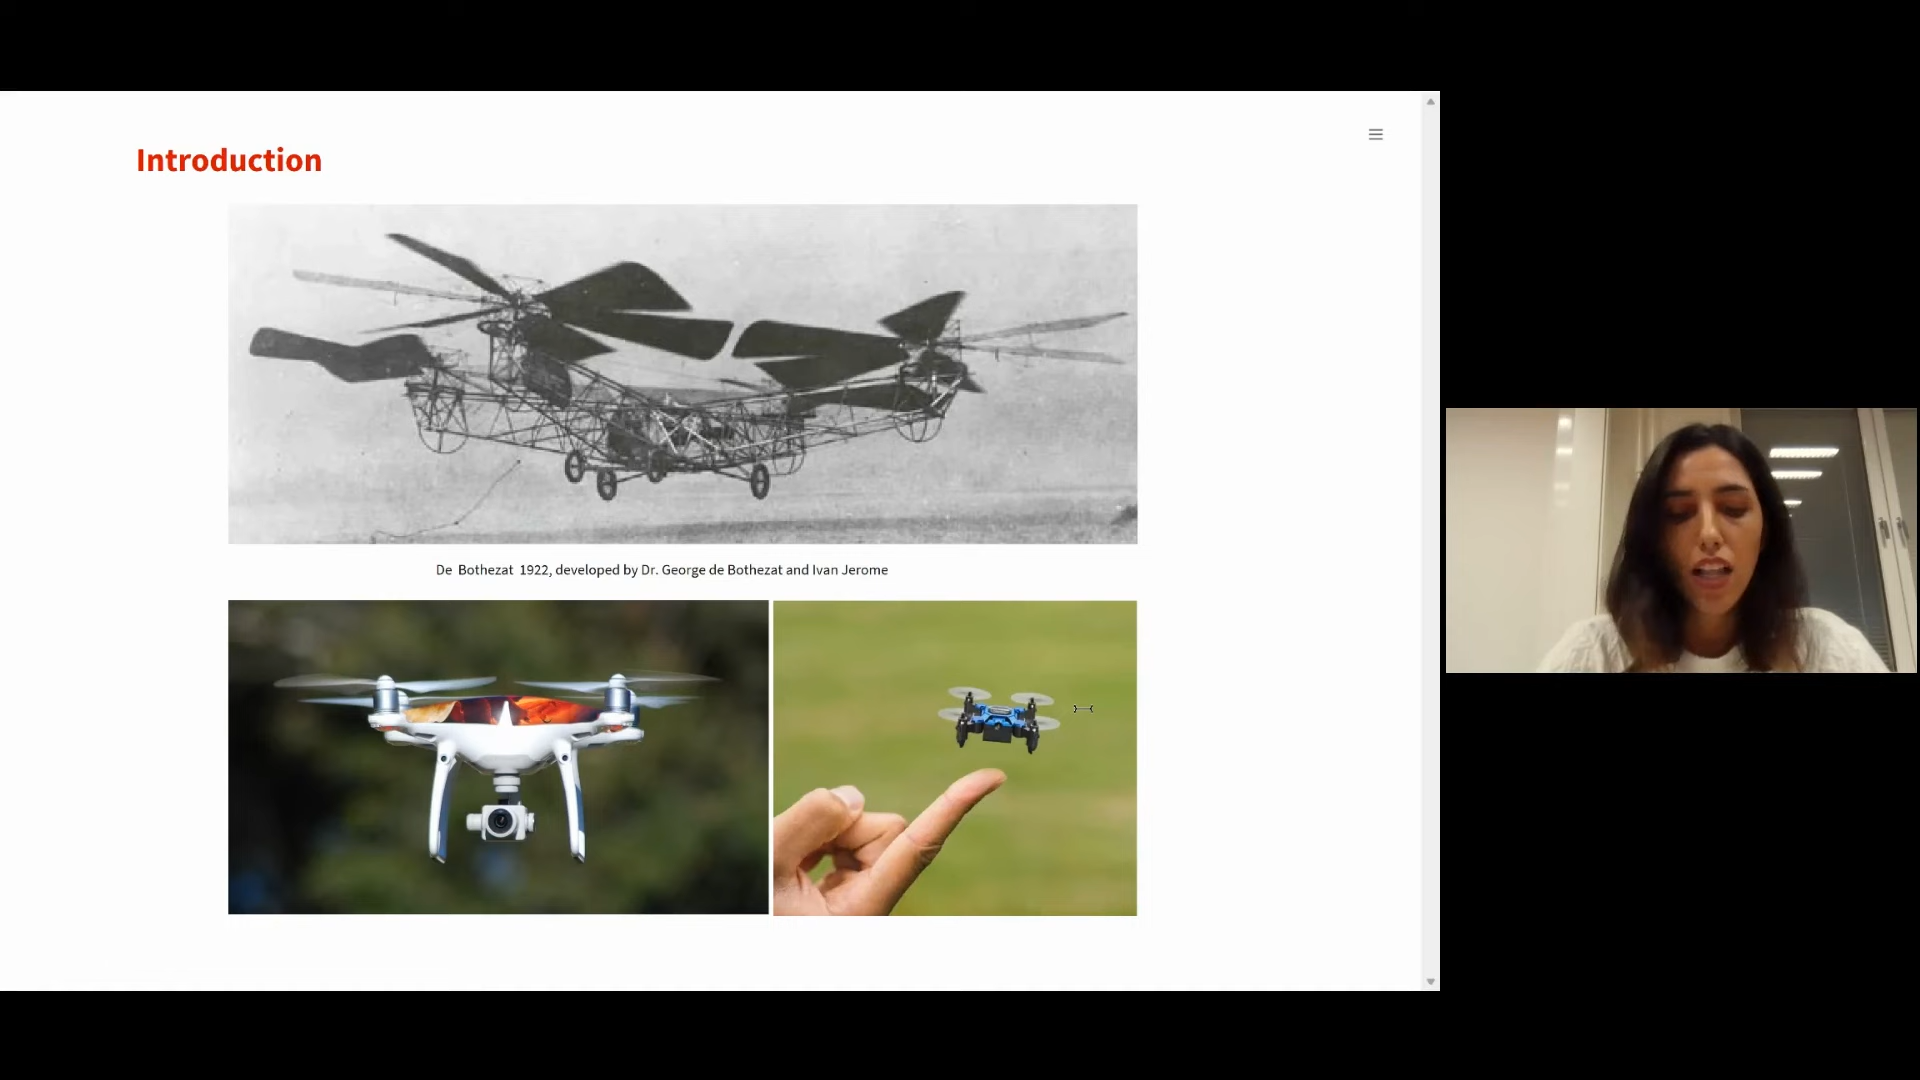 Introduction
De Bothezat 1922, developed by Dr. George de Bothezat and Ivan Jerome